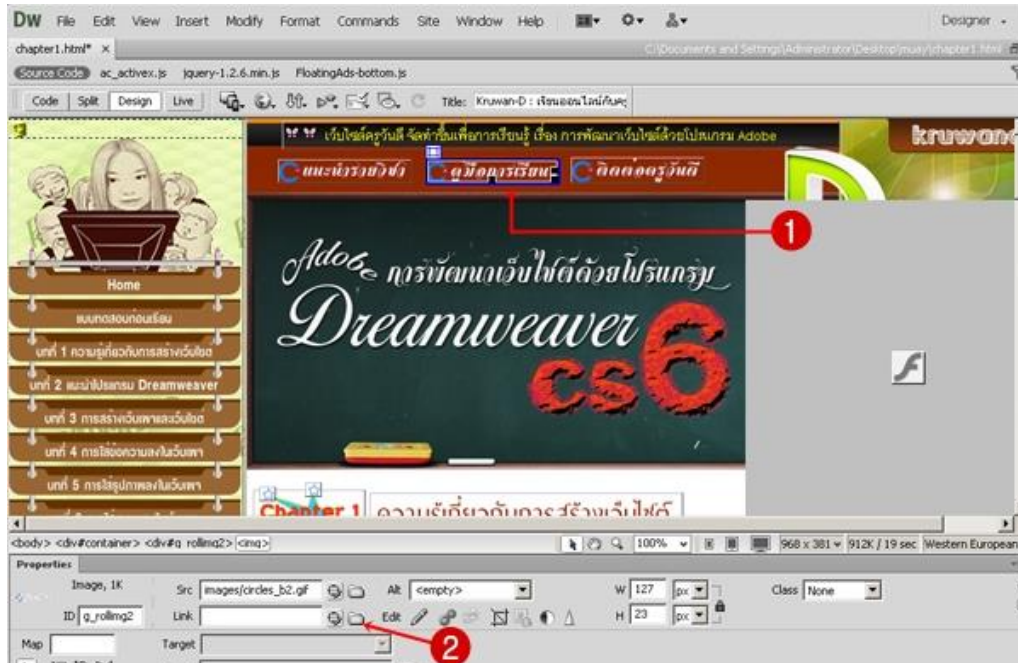 DW File Edit View Insert Modify Format Commands Site Window Help Designer
chapter1.html* × C:\Documents and Settings\Administrator\Desktop\muay\chapter1.html
Source Code ac_activex.js jquery-1.2.6.min.js FloatingAds-bottom.js
Code Split Design Live Title: Kruwan-D : เรียนออนไลน์กับครู
เว็บไซต์ครูวันดี จัดทำขึ้นเพื่อการเรียนรู้ เรื่อง การพัฒนาเว็บไซต์ด้วยโปรแกรม Adobe
kruwand
แนะนำรายวิชา คู่มือการเรียน ติดต่อครูวันดี
1
Adobe การพัฒนาเว็บไซต์ด้วยโปรแกรม
Dreamweaver
cs6
Home
แบบทดสอบก่อนเรียน
บทที่ 1 ความรู้เกี่ยวกับการสร้างเว็บไซต์
บทที่ 2 แนะนำโปรแกรม Dreamweaver
บทที่ 3 การสร้างเว็บเพจและเว็บไซต์
บทที่ 4 การใส่ข้อความลงในเว็บเพจ
บทที่ 5 การใส่รูปภาพลงในเว็บเพจ
Chapter 1 ความรู้เกี่ยวกับการสร้างเว็บไซต์
<body> <div#container> <div#g_rollimg2> <img> 100% 968 x 381 912K / 19 sec Western European
Properties
Image, 1K Src images/circles_b2.gif Alt <empty> W 127 px Class None
ID g_rollimg2 Link Edit H 23 px
2
Map Target